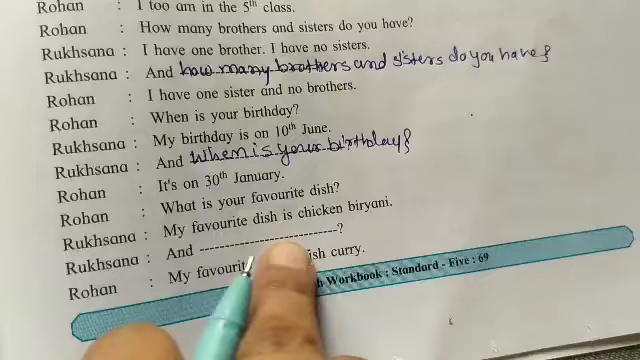 Rohan : I too am in the 5th class.
Rohan : How many brothers and sisters do you have?
Rukhsana : I have one brother. I have no sisters.
Rukhsana : And how many brothers and sisters do you have?
Rohan : I have one sister and no brothers.
Rohan : When is your birthday?
Rukhsana : My birthday is on 10th June.
Rukhsana : And When is your birthday?
Rohan : It's on 30th January.
Rohan : What is your favourite dish?
Rukhsana : My favourite dish is chicken biryani.
Rukhsana : And ------------------------------?
Rohan : My favourit ish curry.
h Workbook : Standard - Five : 69